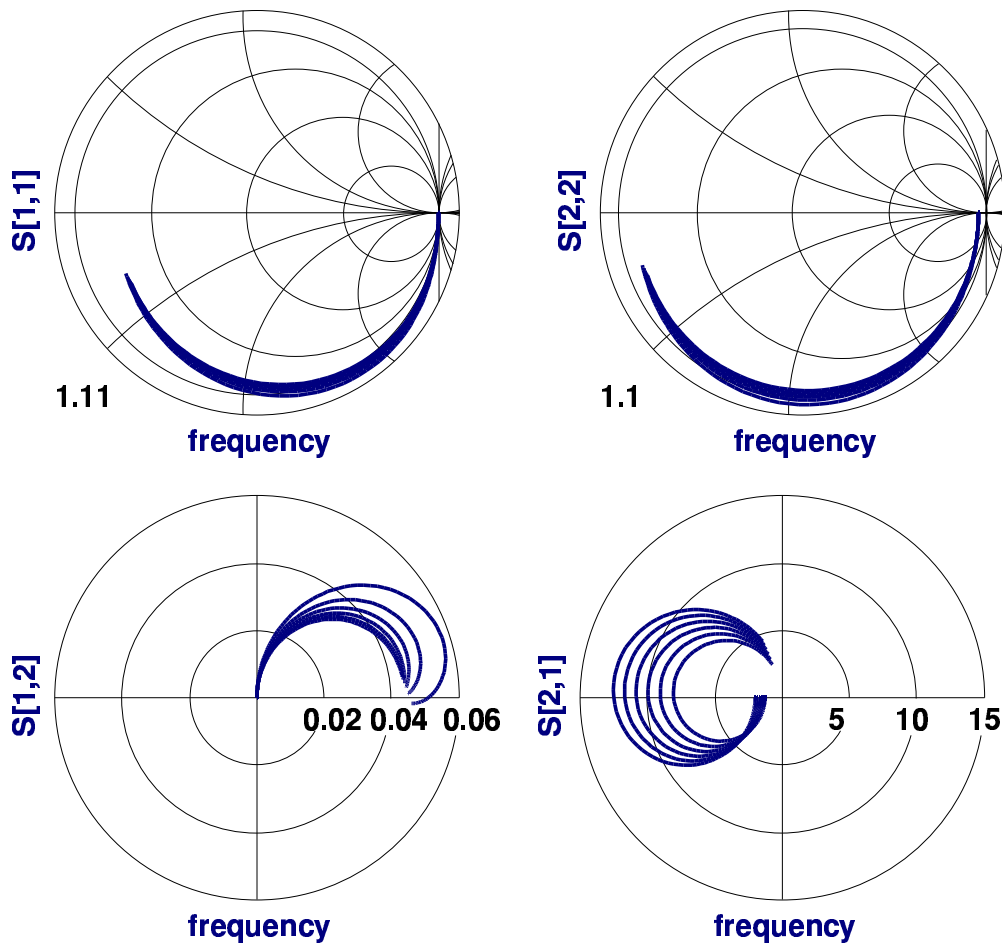 S[1,1]
1.11
frequency
S[2,2]
1.1
frequency
S[1,2]
0.02 0.04 0.06
frequency
S[2,1]
5 10 15
frequency